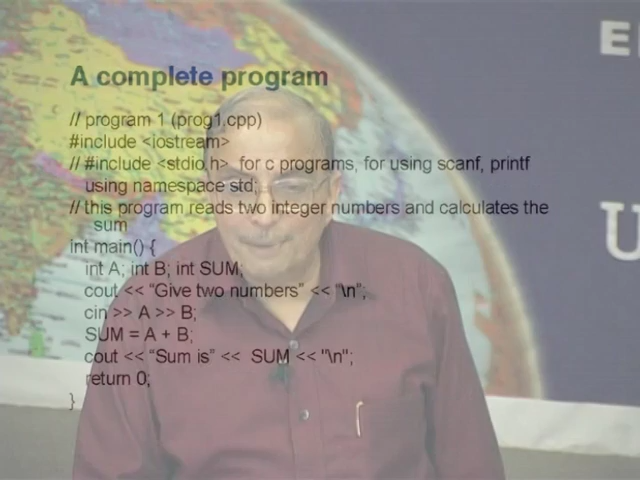 A complete program
// program 1 (prog1.cpp)
#include <iostream>
// #include <stdio.h> for c programs, for using scanf, printf
using namespace std;
// this program reads two integer numbers and calculates the
sum
int main() {
int A; int B; int SUM;
cout << “Give two numbers” << “\n”;
cin >> A >> B;
SUM = A + B;
cout << “Sum is” << SUM << "\n";
return 0;
}
E
U